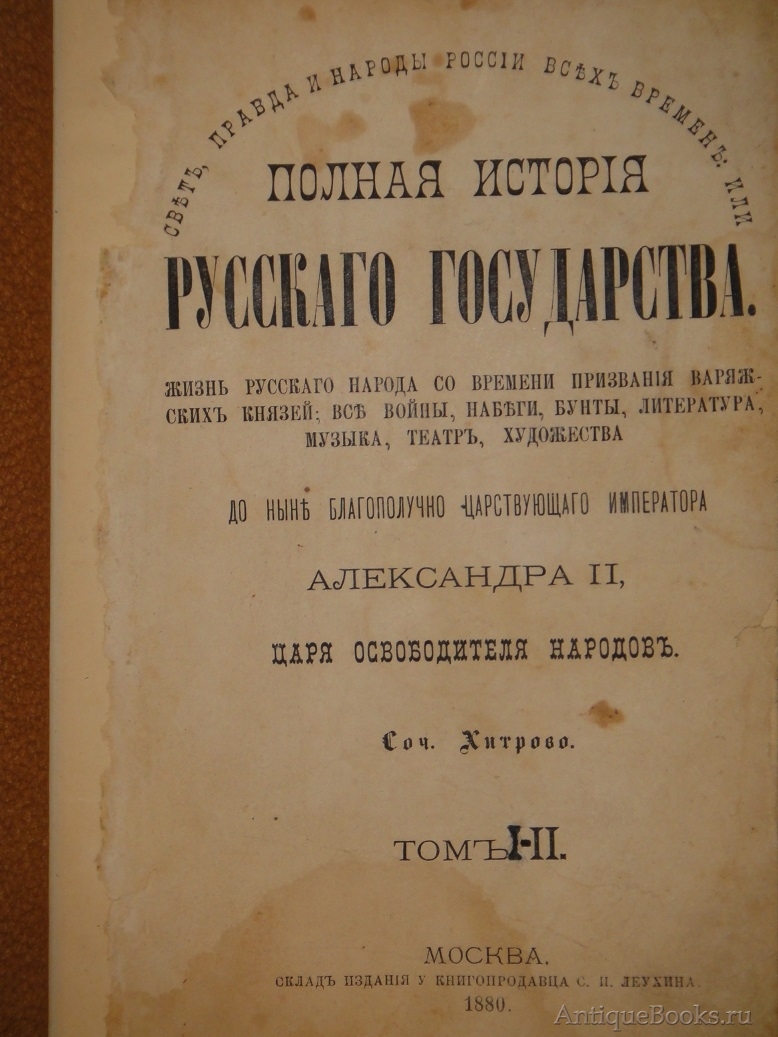 СВѢТЪ, ПРАВДА И НАРОДЫ РОССІИ ВСѢХЪ ВРЕМЕНЪ: ИЛИ
ПОЛНАЯ ИСТОРІЯ
РУССКАГО ГОСУДАРСТВА.
ЖИЗНЬ РУССКАГО НАРОДА СО ВРЕМЕНИ ПРИЗВАНІЯ ВАРЯЖ-
СКИХЪ КНЯЗЕЙ; ВСѢ ВОЙНЫ, НАБѢГИ, БУНТЫ, ЛИТЕРАТУРА,
МУЗЫКА, ТЕАТРЪ, ХУДОЖЕСТВА
ДО НЫНѢ БЛАГОПОЛУЧНО ЦАРСТВУЮЩАГО ИМПЕРАТОРА
АЛЕКСАНДРА II,
ЦАРЯ ОСВОБОДИТЕЛЯ НАРОДОВЪ.
Соч. Хитрово.
ТОМЪ I-II.
МОСКВА.
СКЛАДЪ ИЗДАНІЯ У КНИГОПРОДАВЦА С. И. ЛЕУХИНА.
1880.
AntiqueBooks.ru